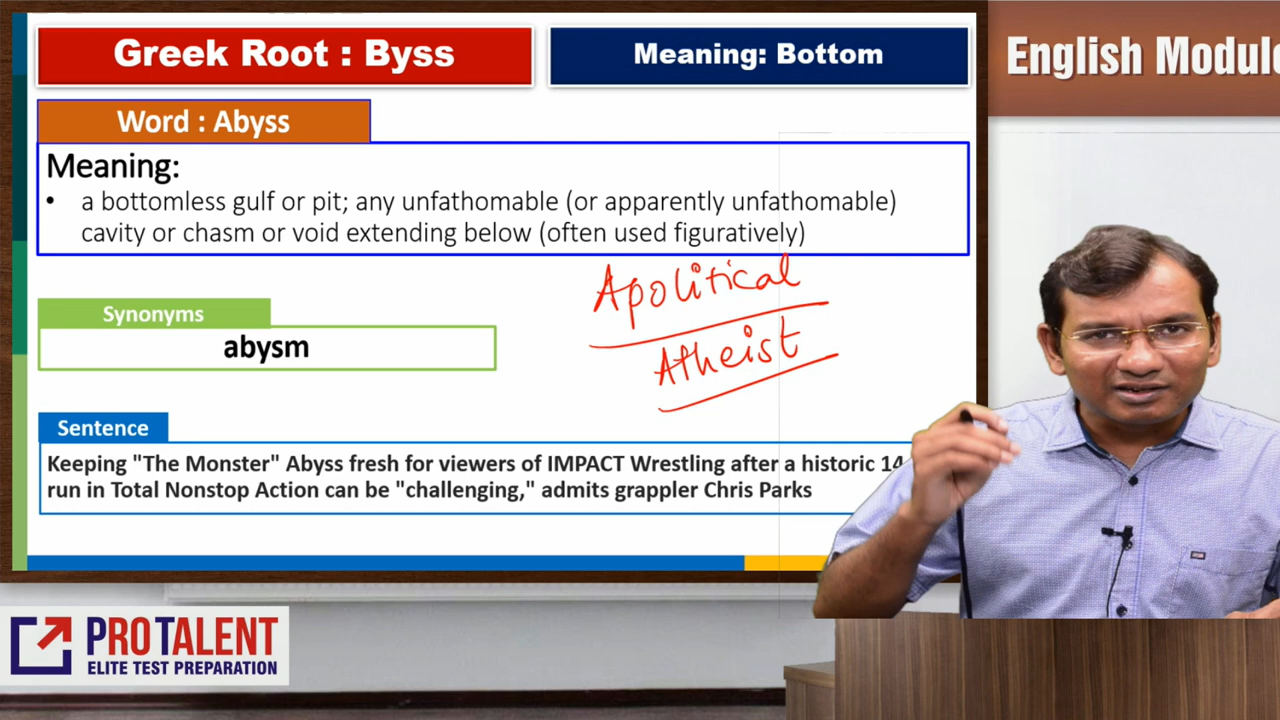 Greek Root : Byss
Meaning: Bottom
English Module
Word : Abyss
Meaning:
• a bottomless gulf or pit; any unfathomable (or apparently unfathomable)
cavity or chasm or void extending below (often used figuratively)
Apolitical
Atheist
Synonyms
abysm
Sentence
Keeping "The Monster" Abyss fresh for viewers of IMPACT Wrestling after a historic 14
run in Total Nonstop Action can be "challenging," admits grappler Chris Parks
PROTALENT
ELITE TEST PREPARATION